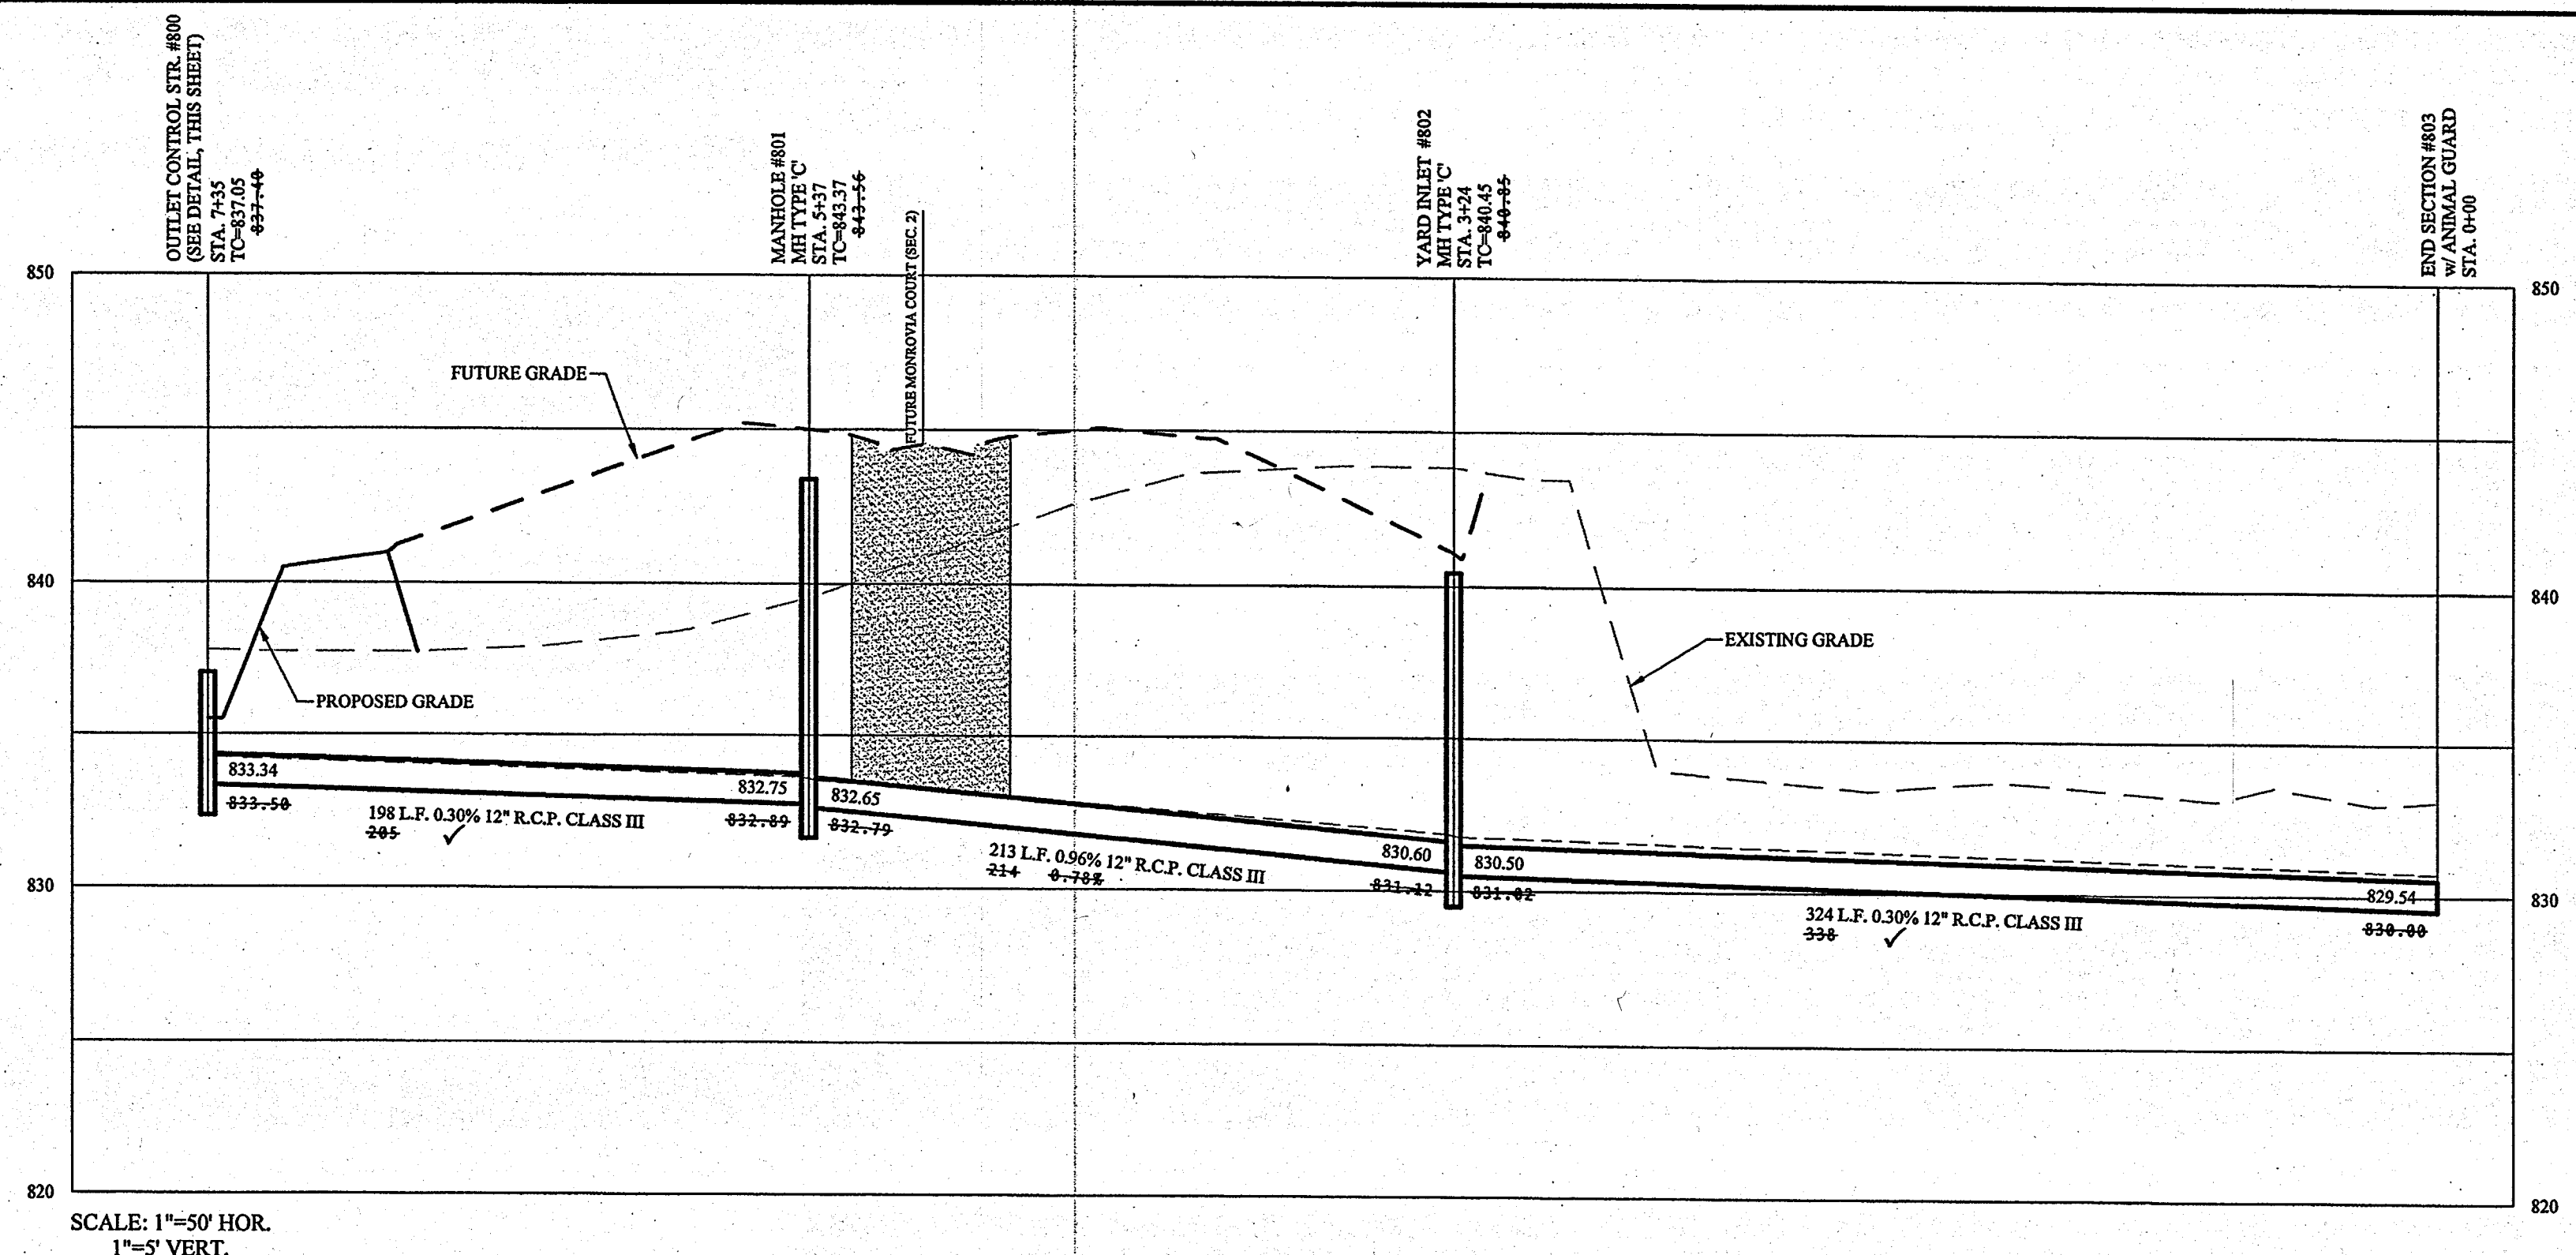 OUTLET CONTROL STR. #800
(SEE DETAIL, THIS SHEET)
STA. 7+35
TC=837.05
837.40
MANHOLE #801
MH TYPE 'C'
STA. 5+37
TC=843.37
843.56
FUTURE MONROVIA COURT (SEC. 2)
YARD INLET #802
MH TYPE 'C'
STA. 3+24
TC=840.45
840.85
END SECTION #803
w/ ANIMAL GUARD
STA. 0+00
850
850
FUTURE GRADE
840
840
EXISTING GRADE
PROPOSED GRADE
833.34
833.50
198 L.F. 0.30% 12" R.C.P. CLASS III
205 ✓
832.75
832.89
832.65
832.79
213 L.F. 0.96% 12" R.C.P. CLASS III
214 0.78%
830.60
831.12
830.50
831.02
324 L.F. 0.30% 12" R.C.P. CLASS III
338 ✓
829.54
830.00
830
830
820
820
SCALE: 1"=50' HOR.
1"=5' VERT.